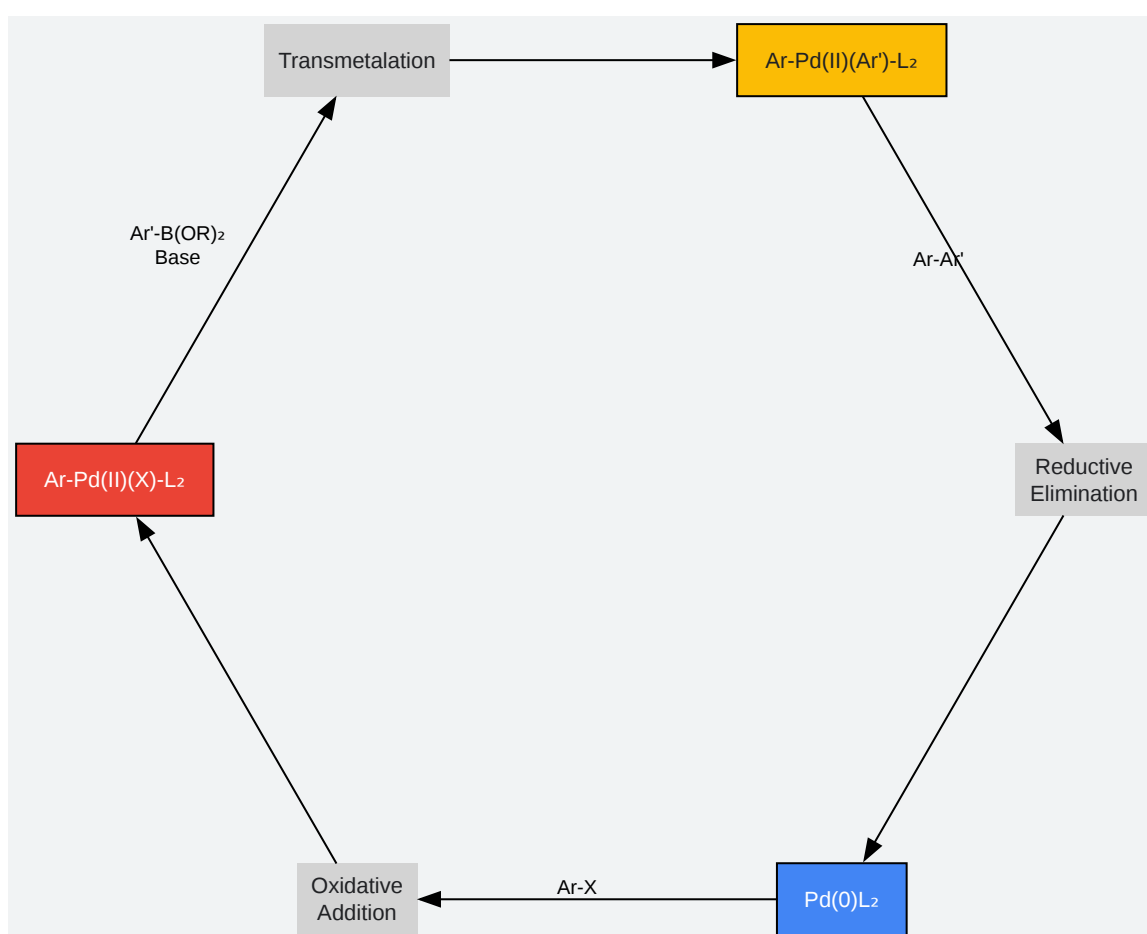 Transmetalation
Ar-Pd(II)(Ar')-L₂
Ar'-B(OR)₂
Base
Ar-Ar'
Ar-Pd(II)(X)-L₂
Reductive
Elimination
Oxidative
Addition
Ar-X
Pd(0)L₂